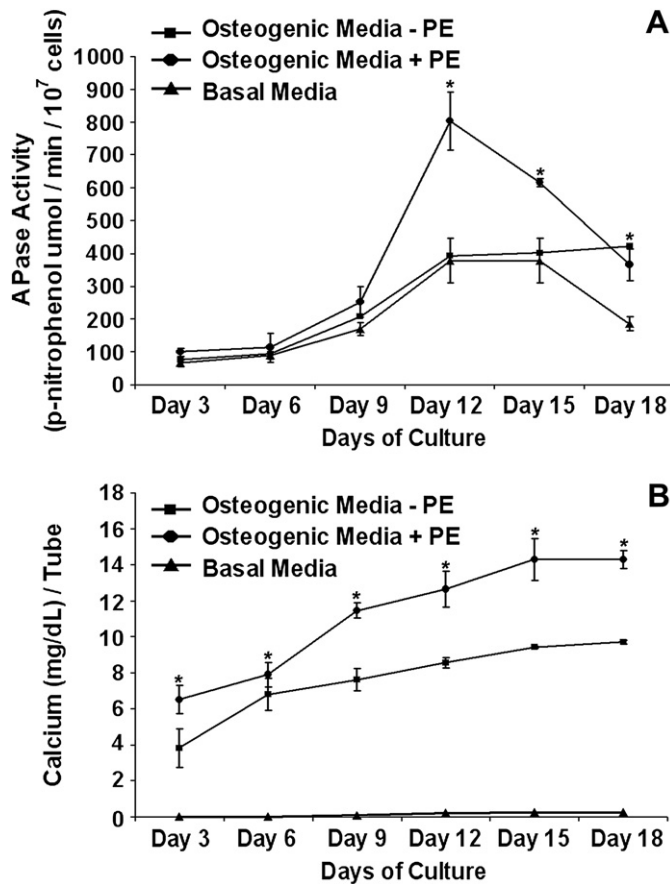 A
Osteogenic Media - PE
Osteogenic Media + PE
Basal Media
APase Activity
(p-nitrophenol umol / min / 10⁷ cells)
1000
900
800
700
600
500
400
300
200
100
0
*
*
*
Day 3 Day 6 Day 9 Day 12 Day 15 Day 18
Days of Culture
B
Osteogenic Media - PE
Osteogenic Media + PE
Basal Media
Calcium (mg/dL) / Tube
18
16
14
12
10
8
6
4
2
0
*
*
*
*
*
*
Day 3 Day 6 Day 9 Day 12 Day 15 Day 18
Days of Culture